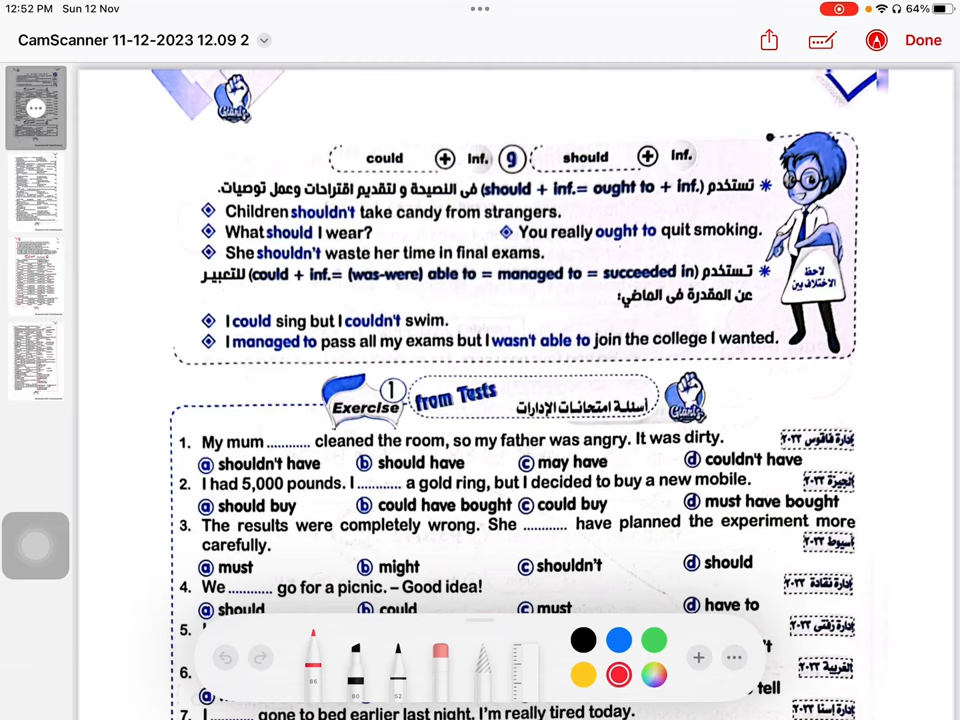 12:52 PM Sun 12 Nov
64%
CamScanner 11-12-2023 12.09 2
Done
could + Inf. 9 should + Inf.
تستخدم (should + inf.= ought to + inf.) فى النصيحة و لتقديم اقتراحات وعمل توصيات.
Children shouldn't take candy from strangers.
What should I wear? You really ought to quit smoking.
She shouldn't waste her time in final exams.
لاحظ
الاختلاف بين
تستخدم (could + inf.= (was-were) able to = managed to = succeeded in) للتعبير
عن المقدرة فى الماضي؛
I could sing but I couldn't swim.
I managed to pass all my exams but I wasn't able to join the college I wanted.
Exercise 1 from Tests أسئلة امتحانات الإدارات
1. My mum ........... cleaned the room, so my father was angry. It was dirty. إدارة فاقوس ٢٠٢٣
a shouldn't have b should have c may have d couldn't have
2. I had 5,000 pounds. I ........... a gold ring, but I decided to buy a new mobile. الجيزة ٢٠٢٣
a should buy b could have bought c could buy d must have bought
3. The results were completely wrong. She ........... have planned the experiment more
carefully. أسيوط ٢٠٢٣
a must b might c shouldn't d should
4. We ........... go for a picnic. – Good idea! إدارة نقادة ٢٠٢٣
a should b could c must d have to
5. إدارة زفتى ٢٠٢٣
't
6. الغربية ٢٠٢٣
a tell
7. I ........... gone to bed earlier last night. I'm really tired today. إدارة إسنا ٢٠٢٣
86 80 52